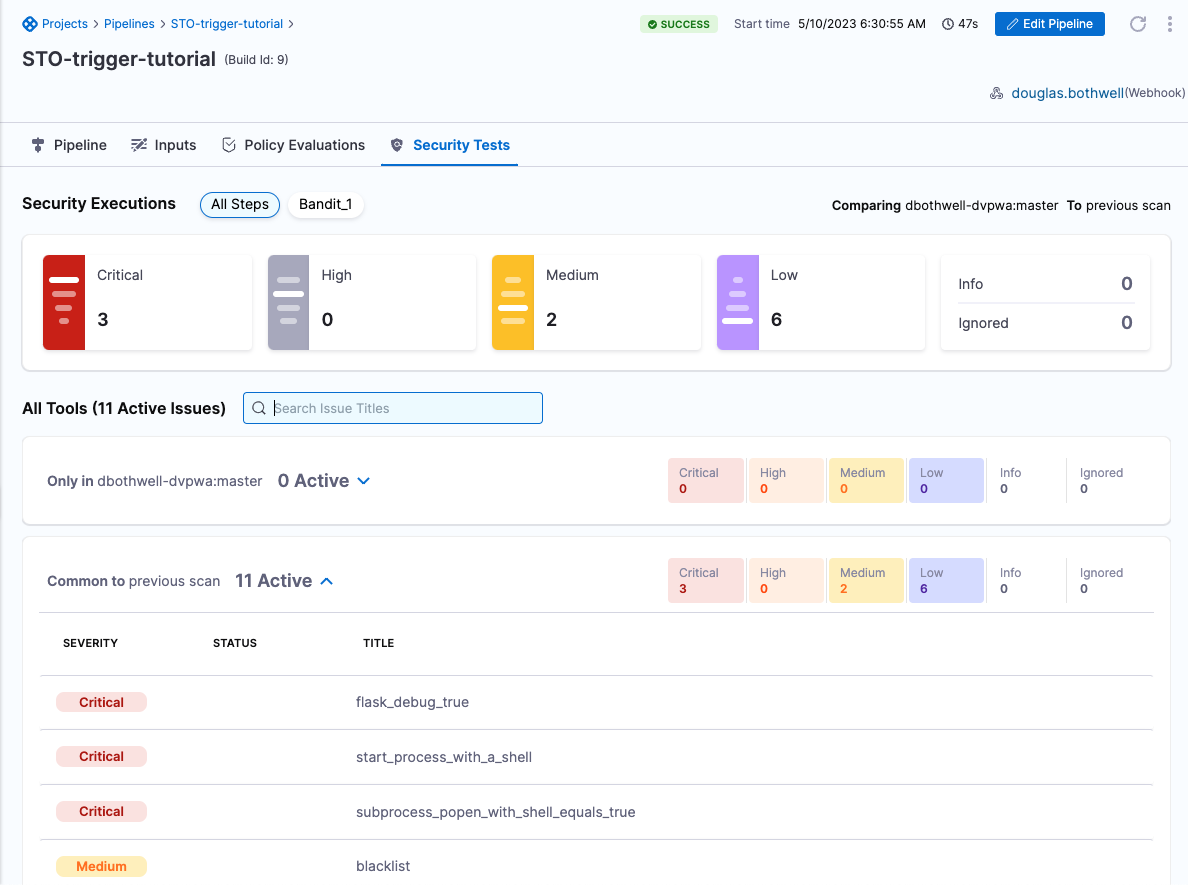 Projects > Pipelines > STO-trigger-tutorial >
SUCCESS Start time 5/10/2023 6:30:55 AM 47s Edit Pipeline
STO-trigger-tutorial (Build Id: 9)
douglas.bothwell(Webhook)
Pipeline Inputs Policy Evaluations Security Tests
Security Executions All Steps Bandit_1 Comparing dbothwell-dvpwa:master To previous scan
Critical
3
High
0
Medium
2
Low
6
Info 0
Ignored 0
All Tools (11 Active Issues) Search Issue Titles
Only in dbothwell-dvpwa:master 0 Active
Critical High Medium Low Info Ignored
0 0 0 0 0 0
Common to previous scan 11 Active
Critical High Medium Low Info Ignored
3 0 2 6 0 0
SEVERITY STATUS TITLE
Critical flask_debug_true
Critical start_process_with_a_shell
Critical subprocess_popen_with_shell_equals_true
Medium blacklist